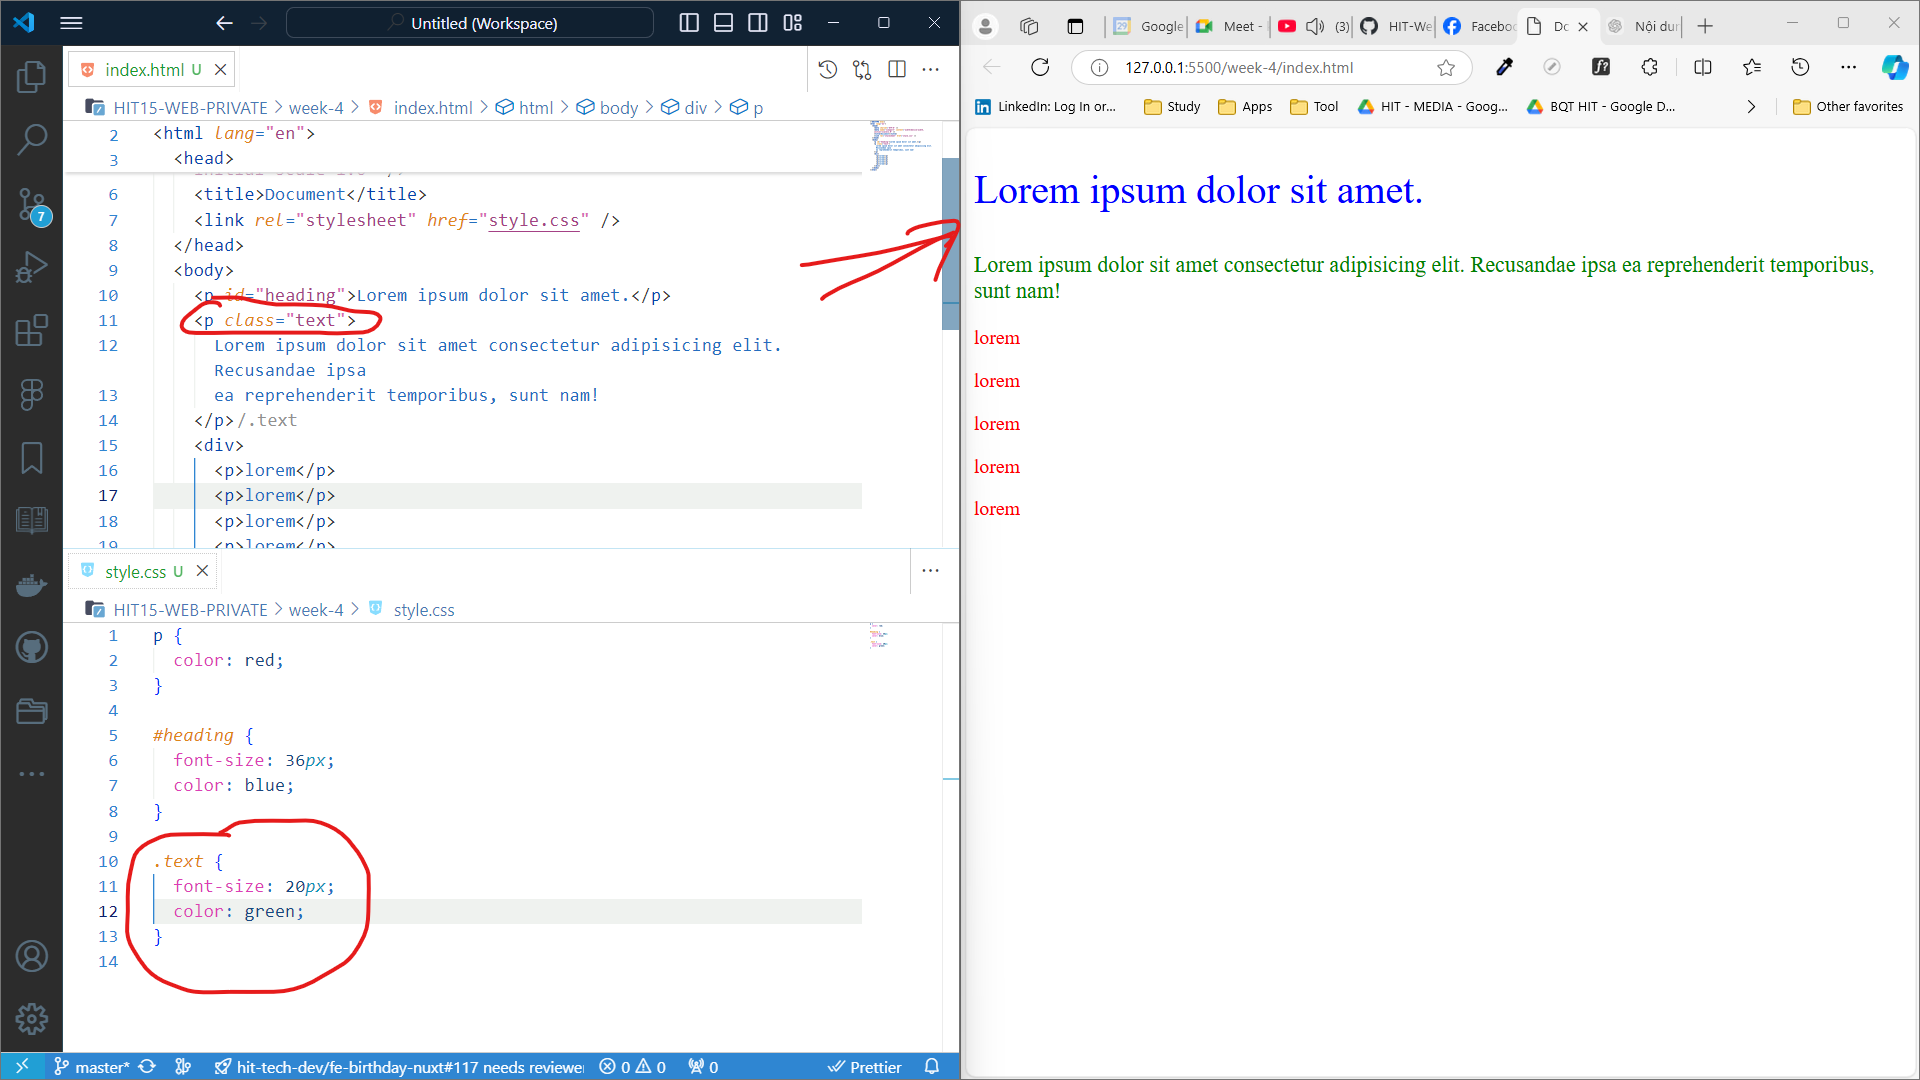 Untitled (Workspace)
index.html U
HIT15-WEB-PRIVATE > week-4 > index.html > html > body > div > p
2 <html lang="en">
3 <head>
6 <title>Document</title>
7 <link rel="stylesheet" href="style.css" />
8 </head>
9 <body>
10 <p id="heading">Lorem ipsum dolor sit amet.</p>
11 <p class="text">
12 Lorem ipsum dolor sit amet consectetur adipisicing elit.
Recusandae ipsa
13 ea reprehenderit temporibus, sunt nam!
14 </p>/.text
15 <div>
16 <p>lorem</p>
17 <p>lorem</p>
18 <p>lorem</p>
19 <p>lorem</p>
7
style.css U
HIT15-WEB-PRIVATE > week-4 > style.css
1 p {
2 color: red;
3 }
4
5 #heading {
6 font-size: 36px;
7 color: blue;
8 }
9
10 .text {
11 font-size: 20px;
12 color: green;
13 }
14
master* hit-tech-dev/fe-birthday-nuxt#117 needs reviewer 0 0 0 Prettier
29 Google Meet - (3) HIT-We Facebo Do Nội dun
127.0.0.1:5500/week-4/index.html f?
LinkedIn: Log In or... Study Apps Tool HIT - MEDIA - Goog... BQT HIT - Google D... Other favorites
Lorem ipsum dolor sit amet.
Lorem ipsum dolor sit amet consectetur adipisicing elit. Recusandae ipsa ea reprehenderit temporibus,
sunt nam!
lorem
lorem
lorem
lorem
lorem